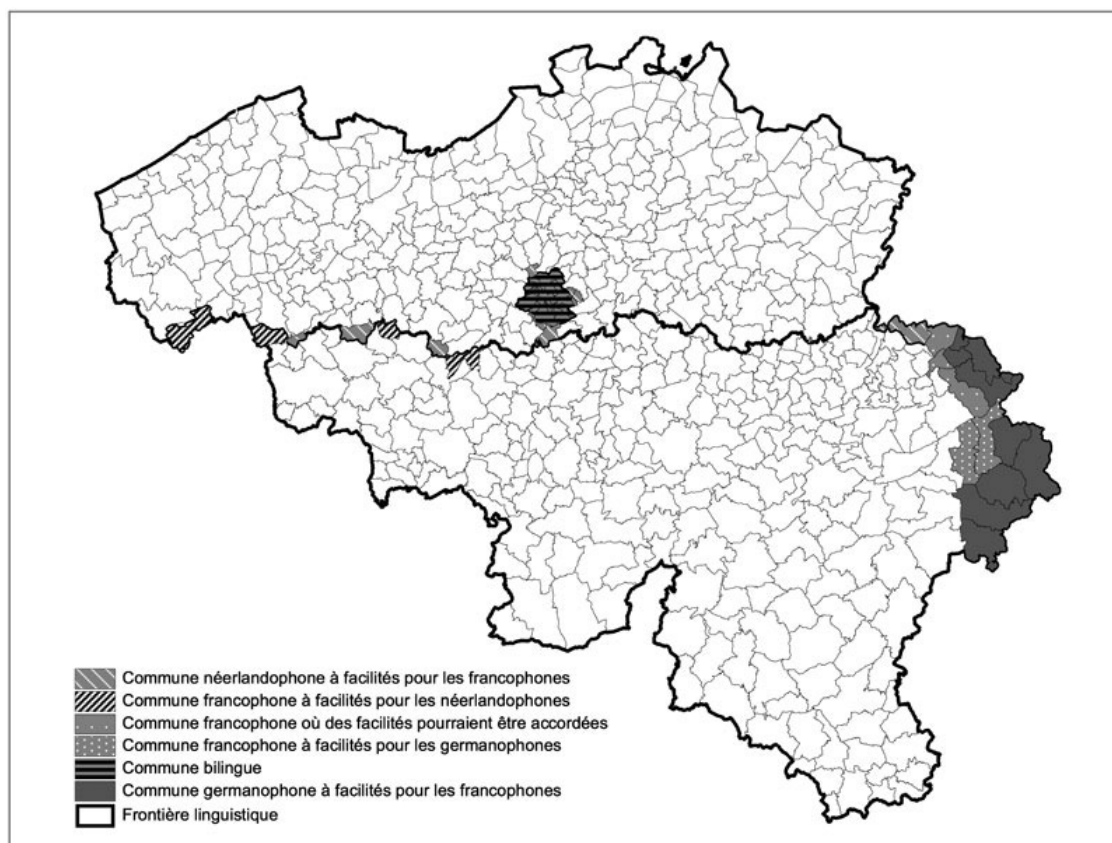 Commune néerlandophone à facilités pour les francophones
Commune francophone à facilités pour les néerlandophones
Commune francophone où des facilités pourraient être accordées
Commune francophone à facilités pour les germanophones
Commune bilingue
Commune germanophone à facilités pour les francophones
Frontière linguistique